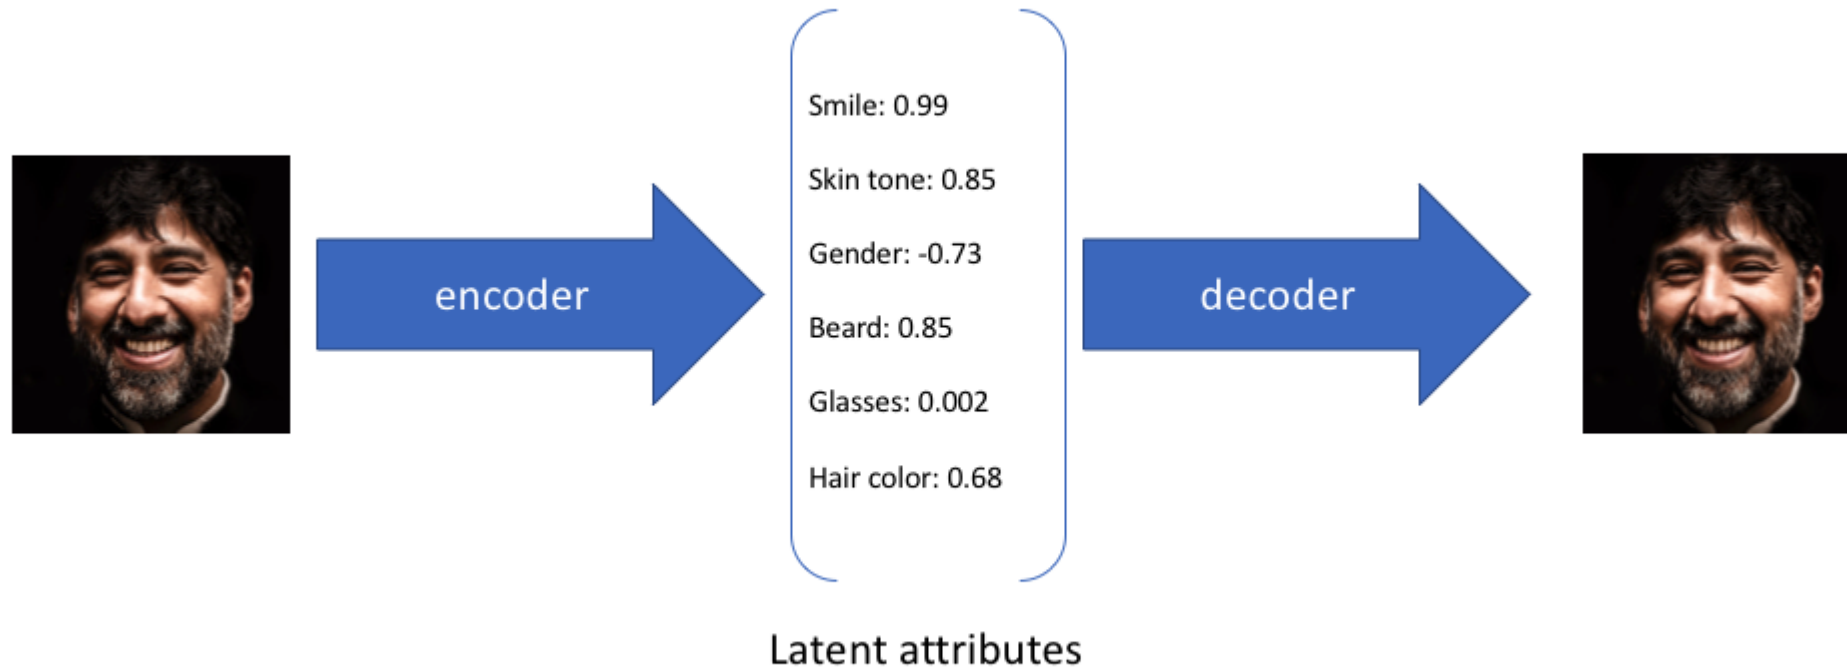 encoder
Smile: 0.99
Skin tone: 0.85
Gender: -0.73
Beard: 0.85
Glasses: 0.002
Hair color: 0.68
decoder
Latent attributes